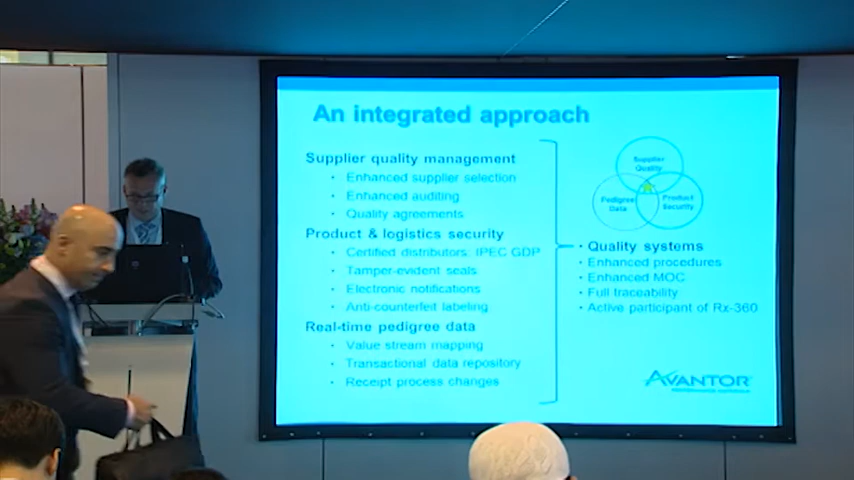 An integrated approach
Supplier quality management
• Enhanced supplier selection
• Enhanced auditing
• Quality agreements
Product & logistics security
• Certified distributors: IPEC GDP
• Tamper-evident seals
• Electronic notifications
• Anti-counterfeit labeling
Real-time pedigree data
• Value stream mapping
• Transactional data repository
• Receipt process changes
Supplier
Quality
Pedigree
Data
Product
Security
• Quality systems
• Enhanced procedures
• Enhanced MOC
• Full traceability
• Active participant of Rx-360
AVANTOR